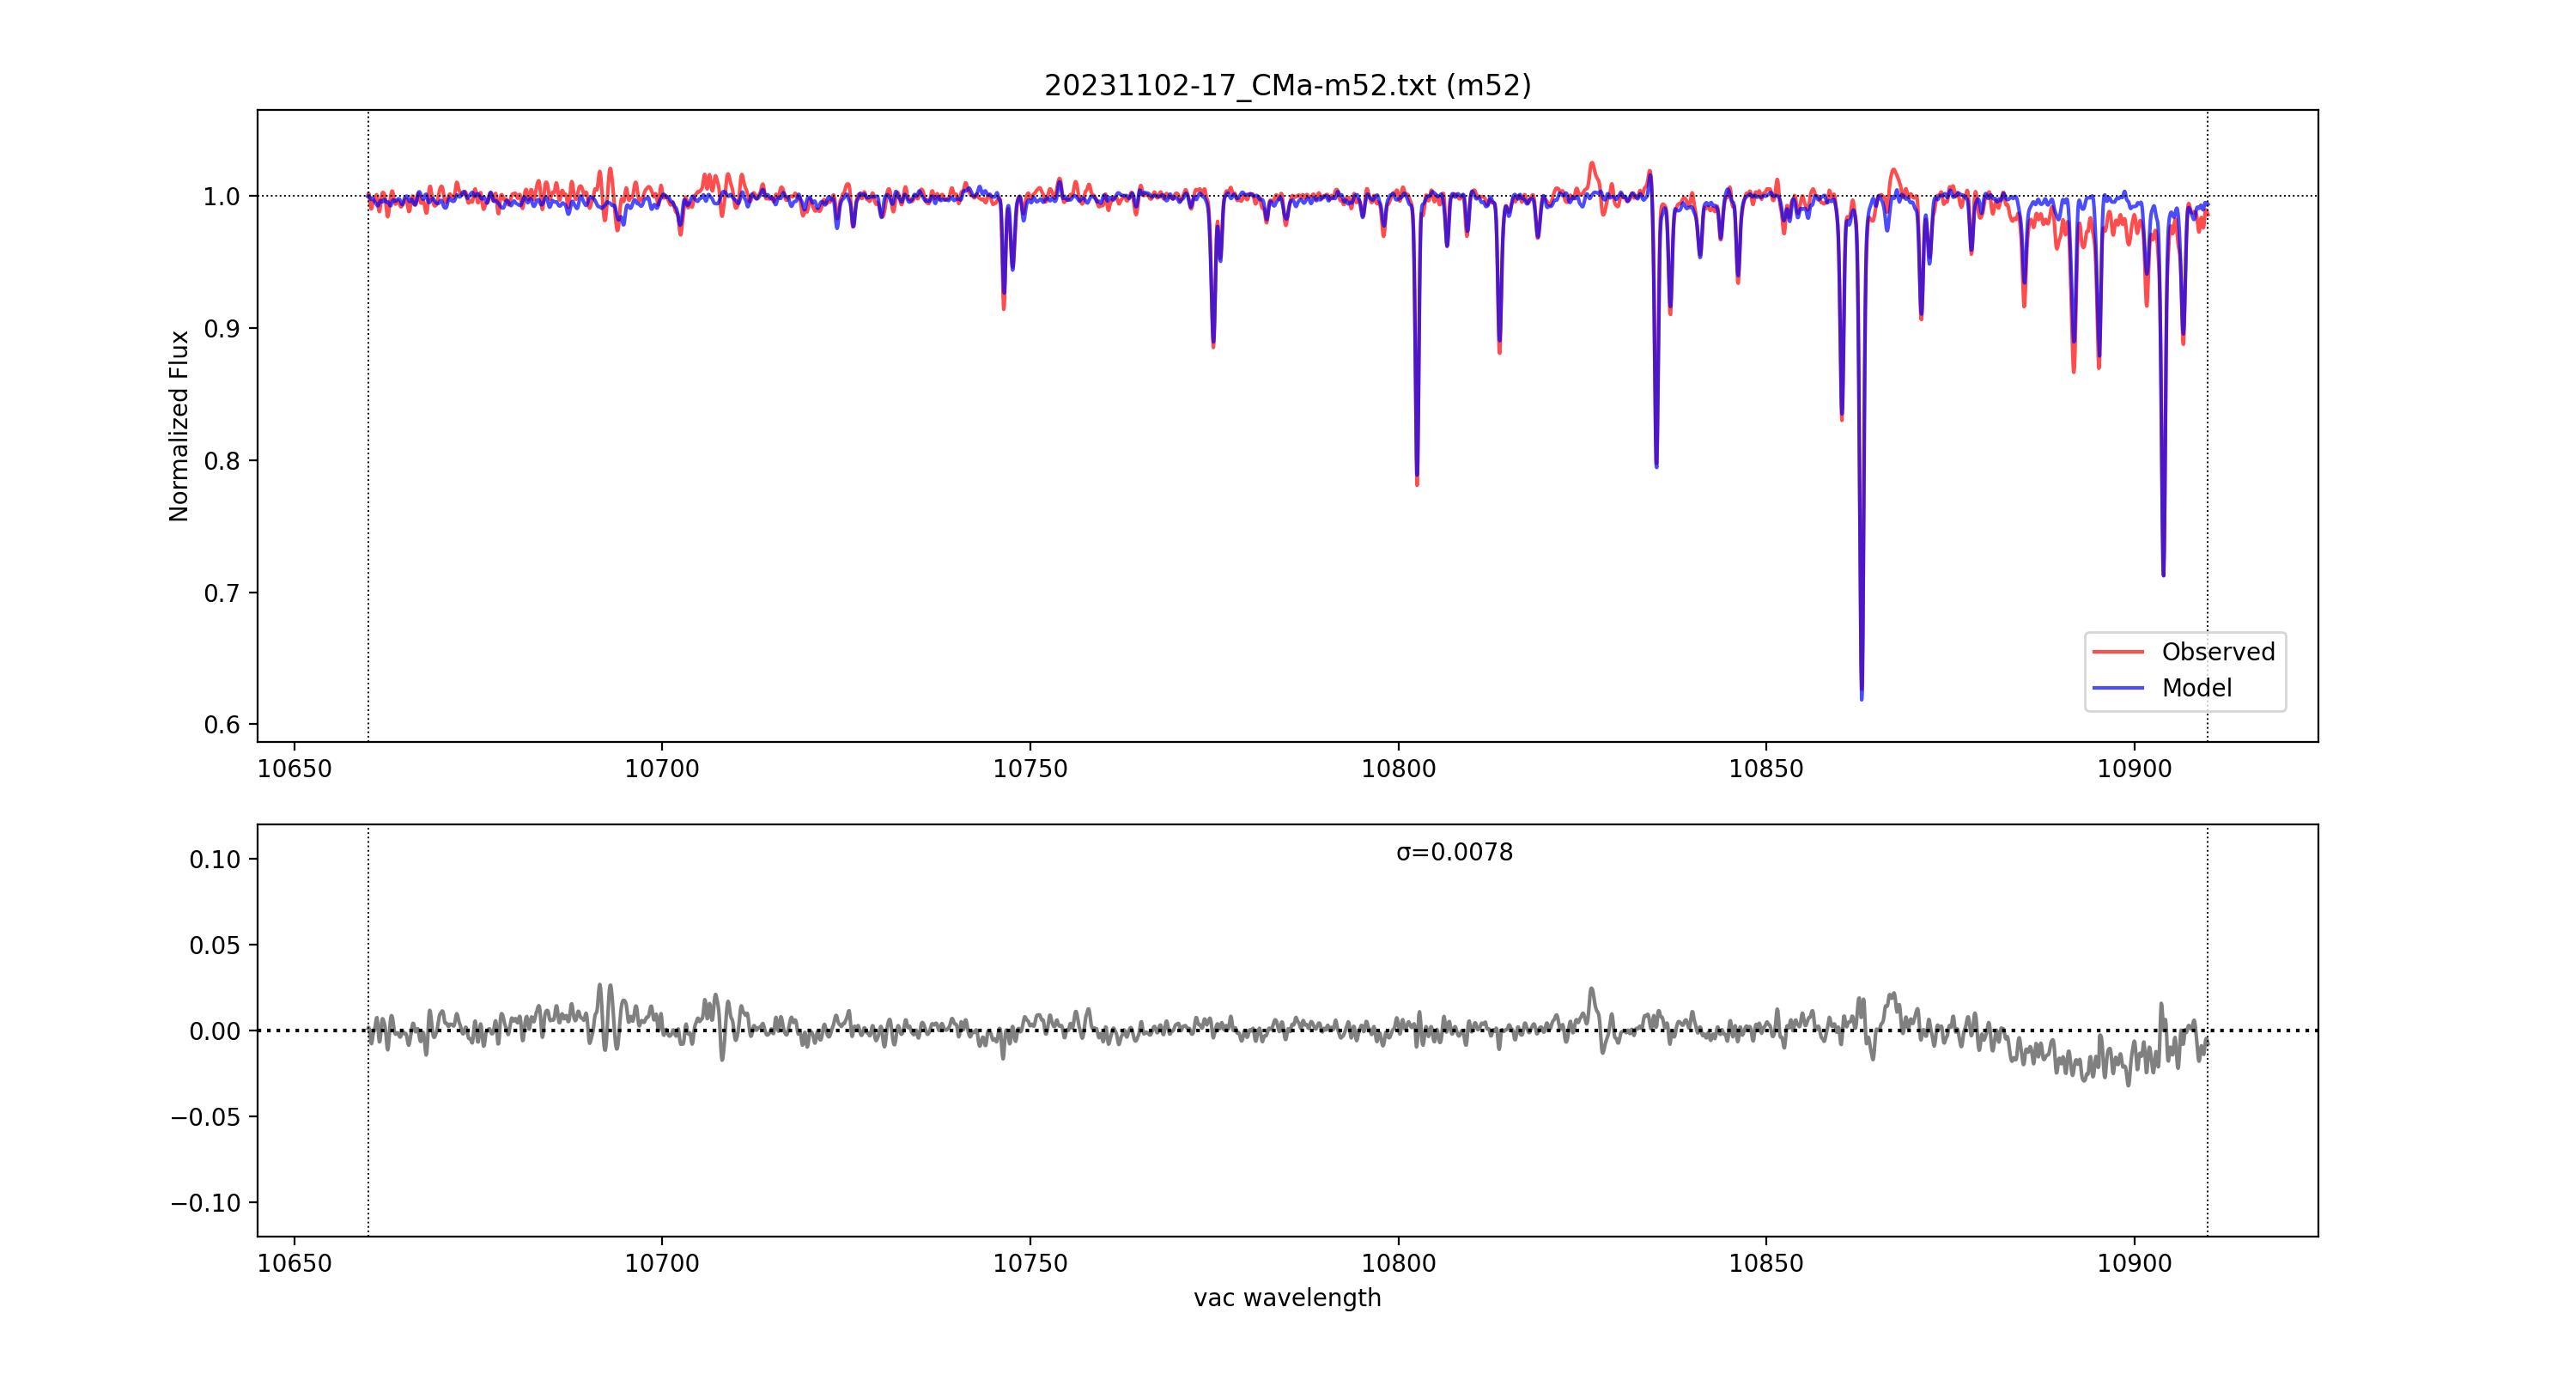 20231102-17_CMa-m52.txt (m52)
Normalized Flux
1.0
0.9
0.8
0.7
0.6
Observed
Model
10650 10700 10750 10800 10850 10900
σ=0.0078
0.10
0.05
0.00
−0.05
−0.10
10650 10700 10750 10800 10850 10900
vac wavelength